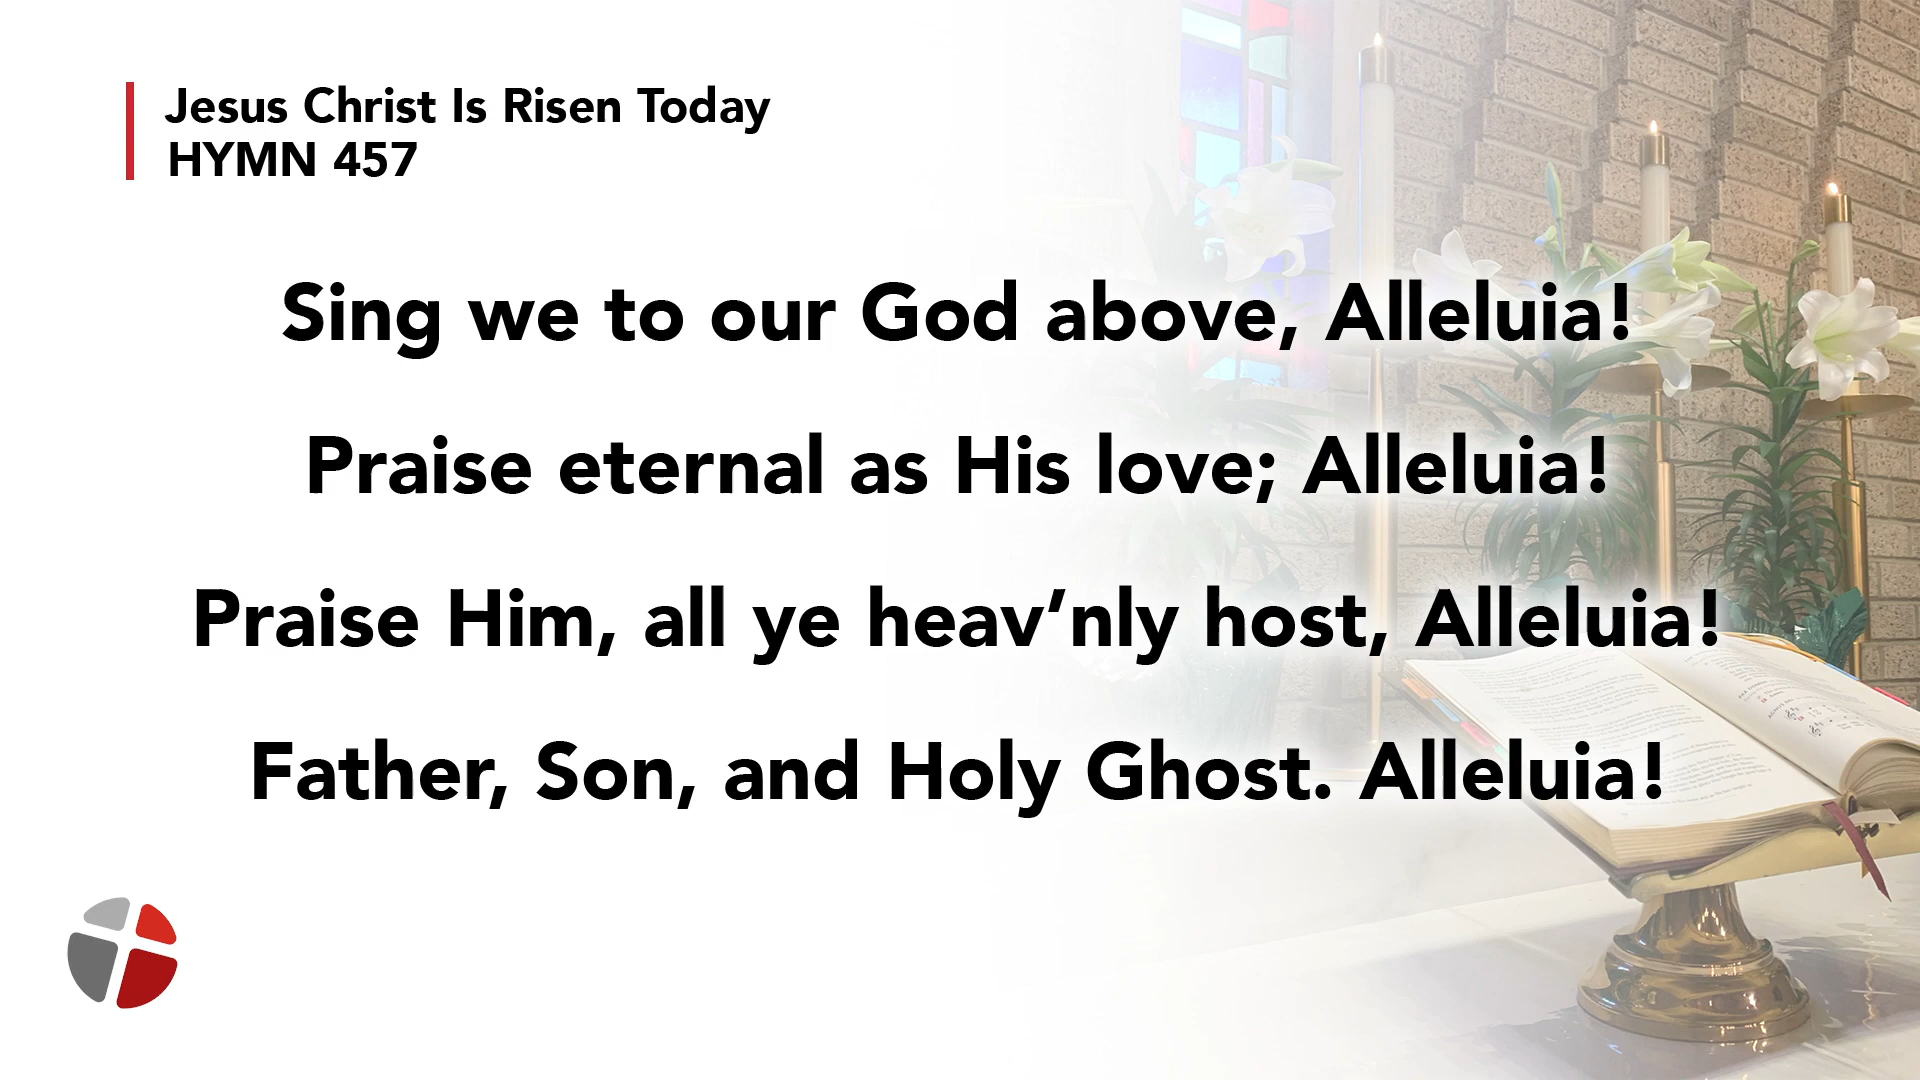 Jesus Christ Is Risen Today
HYMN 457
Sing we to our God above, Alleluia!
Praise eternal as His love; Alleluia!
Praise Him, all ye heav’nly host, Alleluia!
Father, Son, and Holy Ghost. Alleluia!